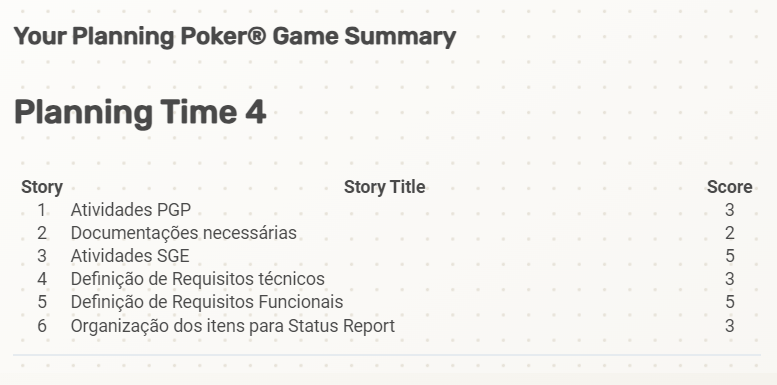 Your Planning Poker® Game Summary
Planning Time 4
Story Story Title Score
1 Atividades PGP 3
2 Documentações necessárias 2
3 Atividades SGE 5
4 Definição de Requisitos técnicos 3
5 Definição de Requisitos Funcionais 5
6 Organização dos itens para Status Report 3